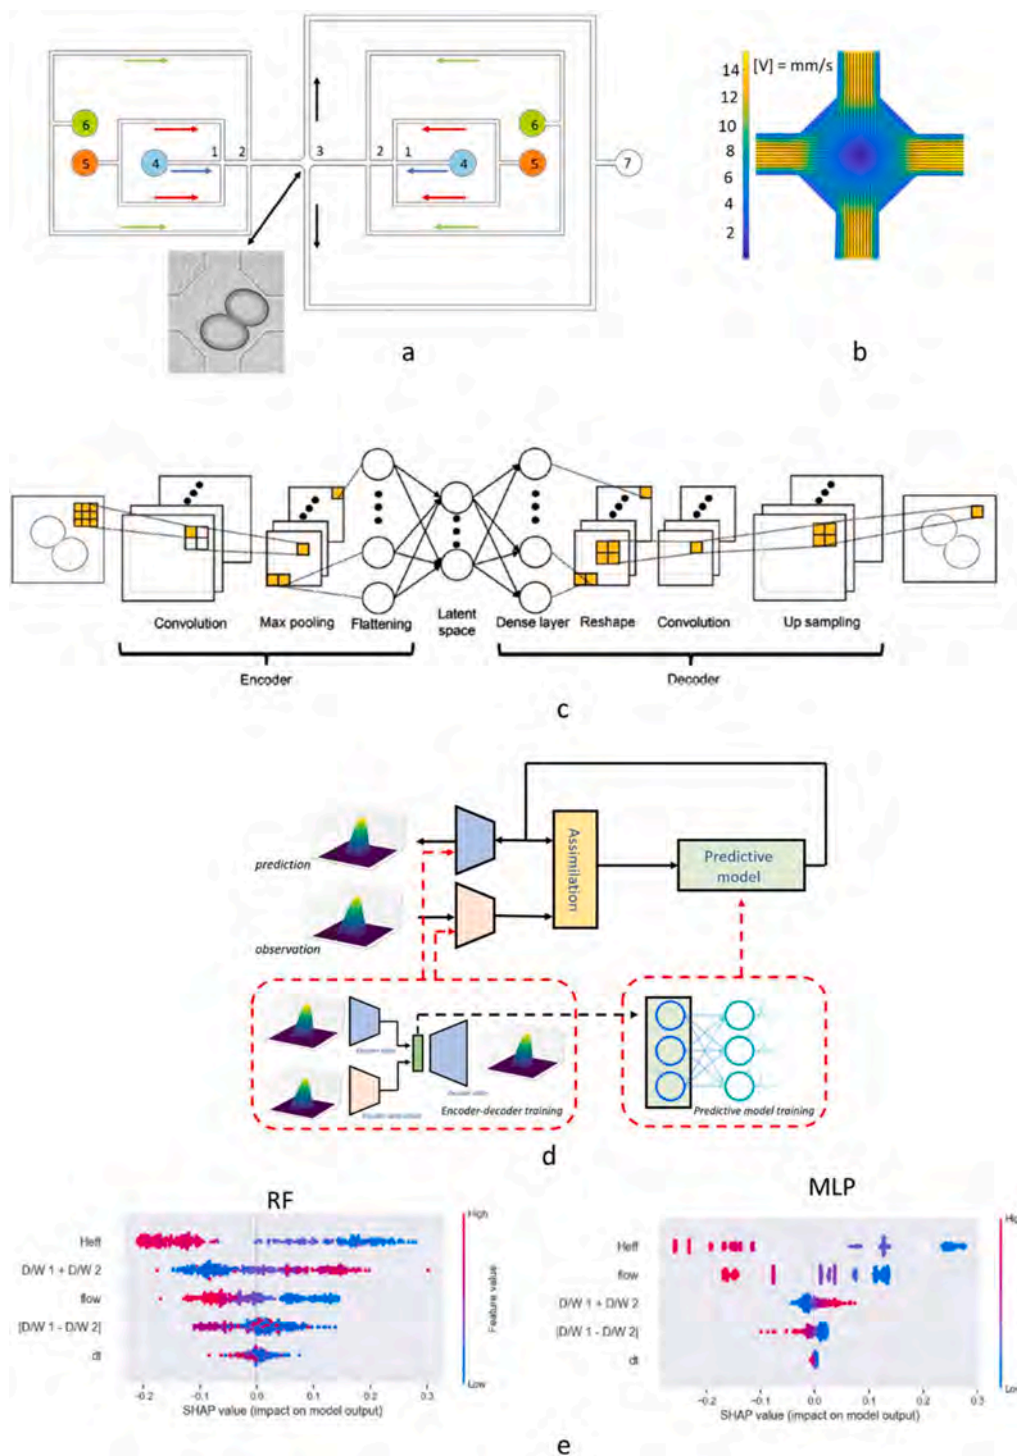 6
5
4
1
2
3
2
1
4
6
5
7
a
14
12
10
8
6
4
2
[V] = mm/s
b
Convolution
Max pooling
Flattening
Latent
space
Dense layer
Reshape
Convolution
Up sampling
Encoder
Decoder
c
prediction
observation
Assimilation
Predictive
model
Encoder-decoder training
Predictive model training
d
RF
Heff
D/W 1 + D/W 2
flow
|D/W 1 - D/W 2|
dt
-0.2
-0.1
0.0
0.1
0.2
0.3
SHAP value (impact on model output)
High
Feature value
Low
MLP
Heff
flow
D/W 1 + D/W 2
|D/W 1 - D/W 2|
dt
-0.2
-0.1
0.0
0.1
0.2
0.3
SHAP value (impact on model output)
e